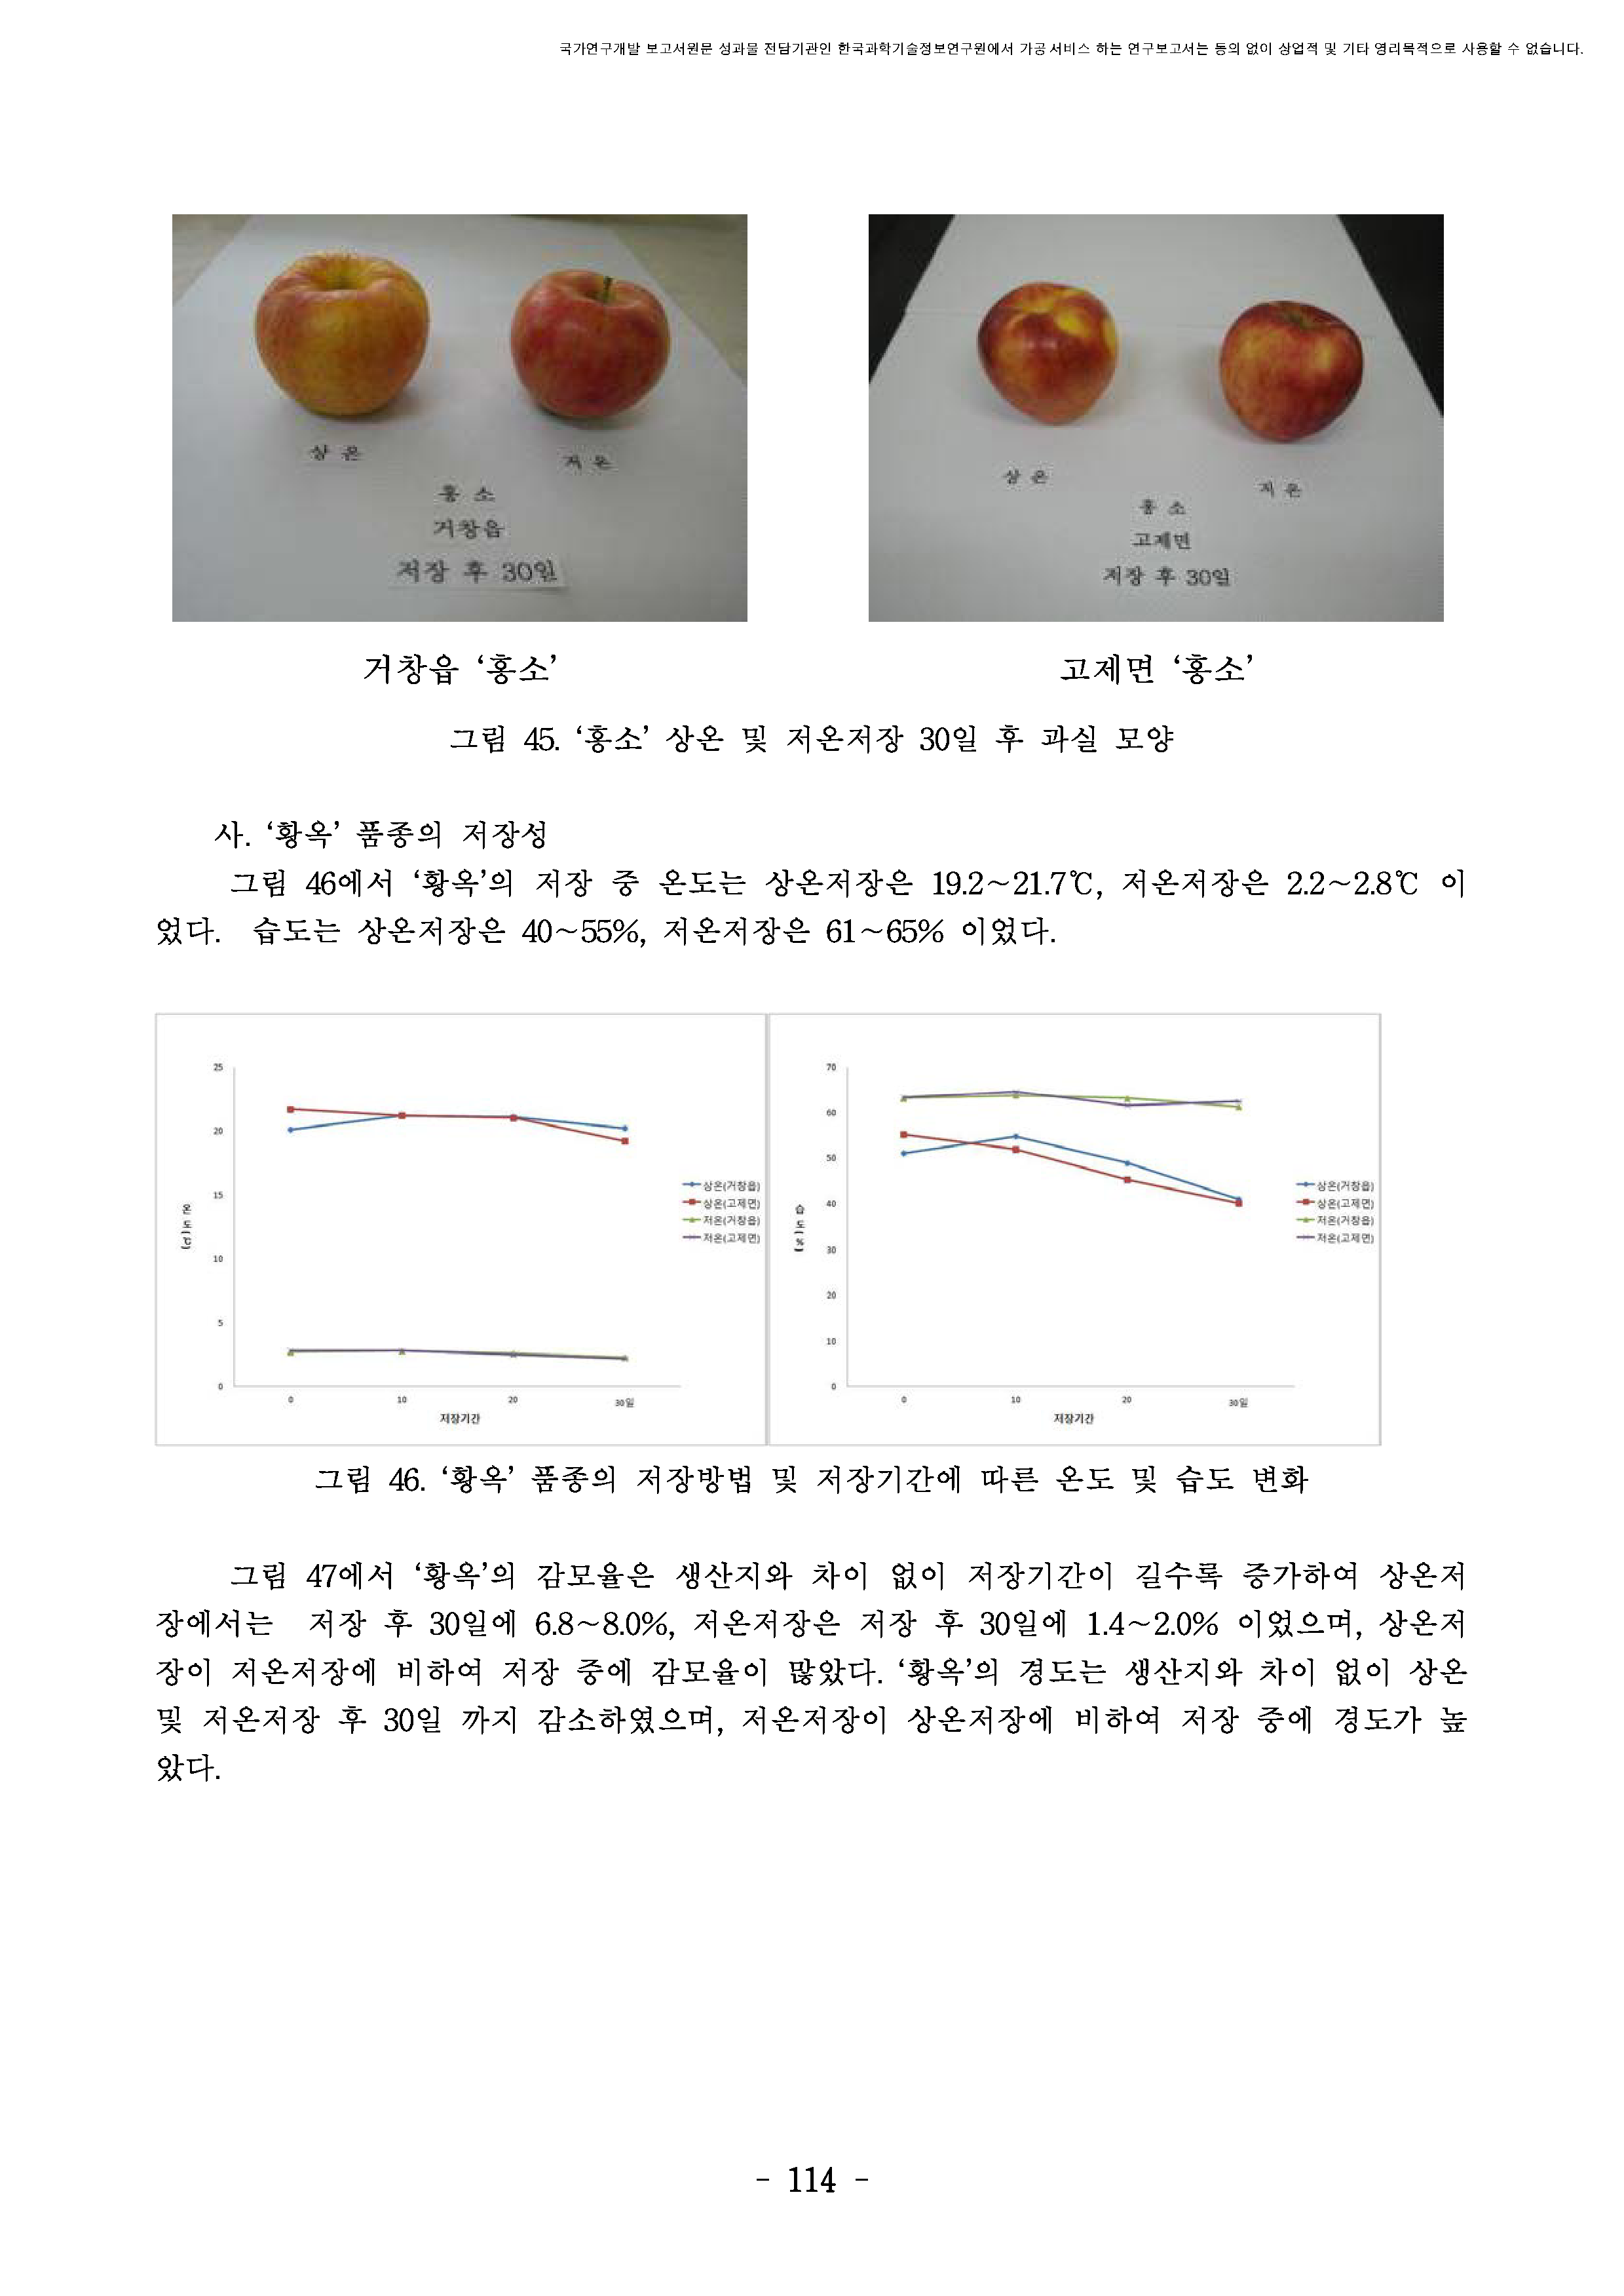 국가연구개발 보고서원문 성과물 전담기관인 한국과학기술정보연구원에서 가공·서비스 하는 연구보고서는 동의 없이 상업적 및 기타 영리목적으로 사용할 수 없습니다.
상 온
저 온
홍 소
거창읍
저장 후 30일
상 온
저 온
홍 소
고제면
저장 후 30일
거창읍 ‘홍소’
고제면 ‘홍소’
그림 45. ‘홍소’ 상온 및 저온저장 30일 후 과실 모양
사. ‘황옥’ 품종의 저장성
그림 46에서 ‘황옥’의 저장 중 온도는 상온저장은 19.2~21.7℃, 저온저장은 2.2~2.8℃ 이
었다. 습도는 상온저장은 40~55%, 저온저장은 61~65% 이었다.
25
20
15
10
5
0
온도(℃)
0
10
20
30일
저장기간
상온(거창읍)
상온(고제면)
저온(거창읍)
저온(고제면)
70
60
50
40
30
20
10
0
습도(%)
0
10
20
30일
저장기간
상온(거창읍)
상온(고제면)
저온(거창읍)
저온(고제면)
그림 46. ‘황옥’ 품종의 저장방법 및 저장기간에 따른 온도 및 습도 변화
그림 47에서 ‘황옥’의 감모율은 생산지와 차이 없이 저장기간이 길수록 증가하여 상온저
장에서는 저장 후 30일에 6.8~8.0%, 저온저장은 저장 후 30일에 1.4~2.0% 이었으며, 상온저
장이 저온저장에 비하여 저장 중에 감모율이 많았다. ‘황옥’의 경도는 생산지와 차이 없이 상온
및 저온저장 후 30일 까지 감소하였으며, 저온저장이 상온저장에 비하여 저장 중에 경도가 높
았다.
- 114 -